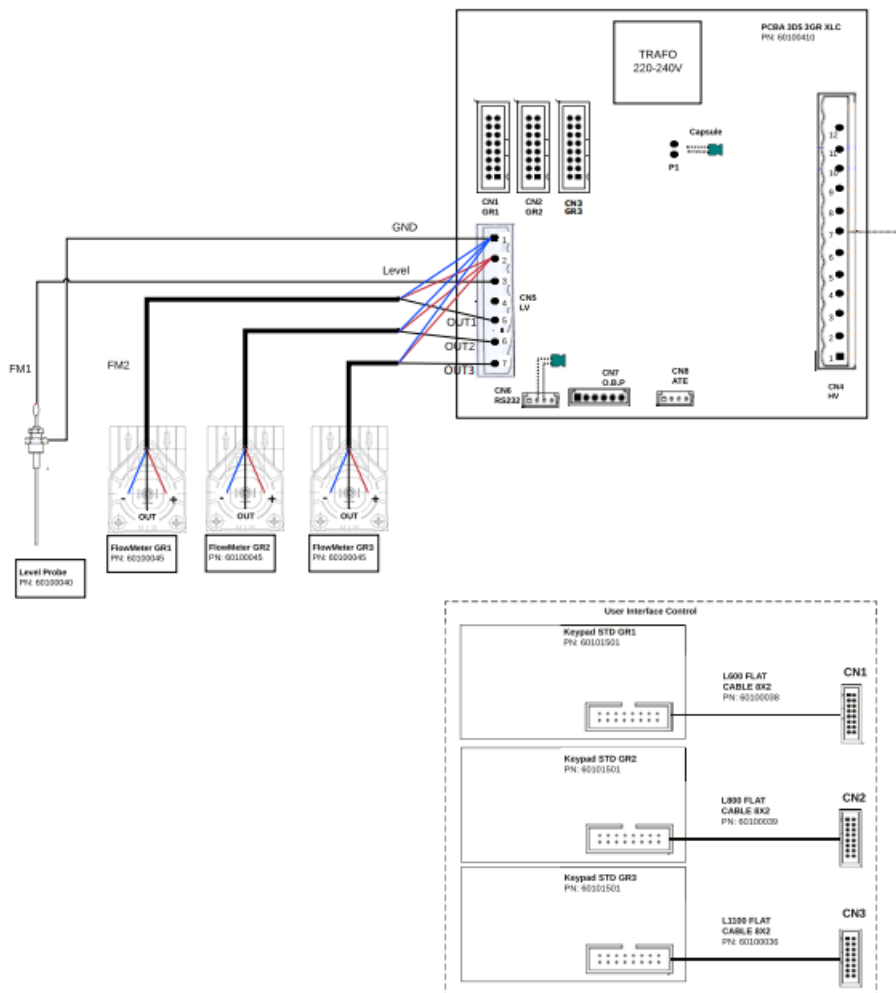 PCBA 3D5 3GR XLC
PN: 60100410
TRAFO
220-240V
Capsule
P1
CN1
GR1
CN2
GR2
CN3
GR3
12
11
10
9
8
7
6
5
4
3
2
1
CN4
HV
GND
Level
1
2
3
4
5
6
7
CN5
LV
OUT1
OUT2
OUT3
CN6
RS232
CN7
O.B.P
CN8
ATE
FM1
FM2
-
+
OUT
-
+
OUT
-
+
OUT
FlowMeter GR1
PN: 60100045
FlowMeter GR2
PN: 60100045
FlowMeter GR3
PN: 60100045
Level Probe
PN: 60100040
User Interface Control
Keypad STD GR1
PN: 60101501
L600 FLAT
CABLE 8X2
PN: 60100038
CN1
Keypad STD GR2
PN: 60101501
L800 FLAT
CABLE 8X2
PN: 60100039
CN2
Keypad STD GR3
PN: 60101501
L1100 FLAT
CABLE 8X2
PN: 60100036
CN3